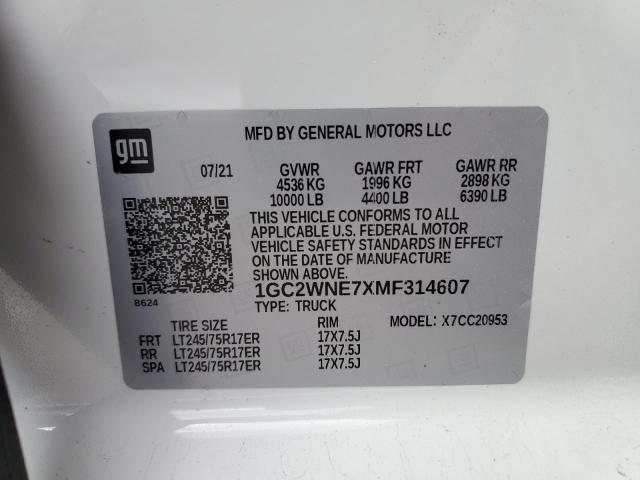 gm
MFD BY GENERAL MOTORS LLC
07/21 GVWR GAWR FRT GAWR RR
4536 KG 1996 KG 2898 KG
10000 LB 4400 LB 6390 LB
THIS VEHICLE CONFORMS TO ALL
APPLICABLE U.S. FEDERAL MOTOR
VEHICLE SAFETY STANDARDS IN EFFECT
ON THE DATE OF MANUFACTURE
SHOWN ABOVE.
8624
1GC2WNE7XMF314607
TYPE: TRUCK
TIRE SIZE RIM MODEL: X7CC20953
FRT LT245/75R17ER 17X7.5J
RR LT245/75R17ER 17X7.5J
SPA LT245/75R17ER 17X7.5J